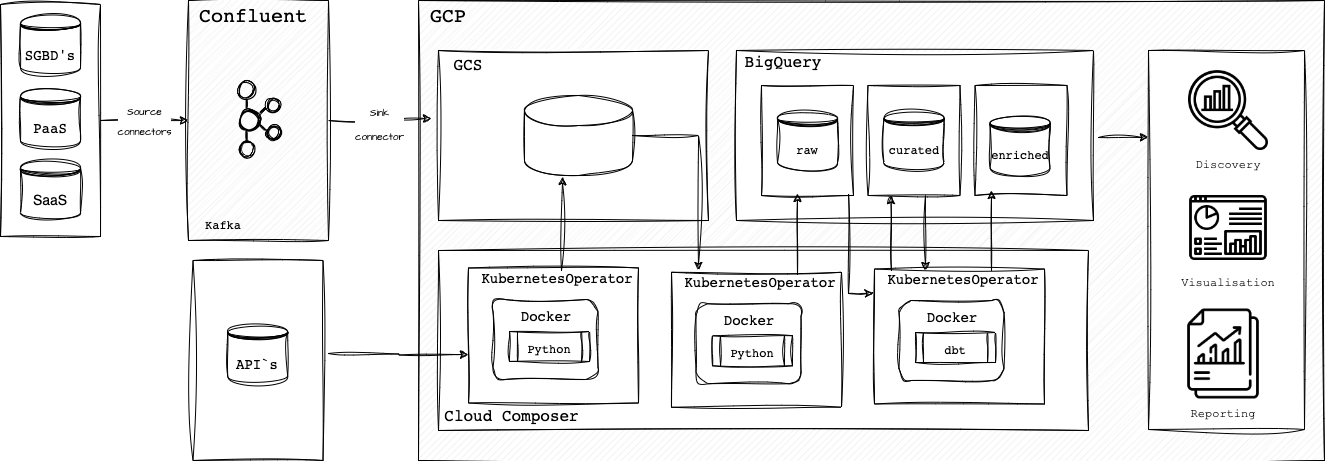 SGBD's
PaaS
SaaS
Source
connectors
Confluent
Kafka
Sink
connector
API`s
GCP
GCS
BigQuery
raw
curated
enriched
KubernetesOperator
Docker
Python
KubernetesOperator
Docker
Python
KubernetesOperator
Docker
dbt
Cloud Composer
Discovery
Visualisation
Reporting